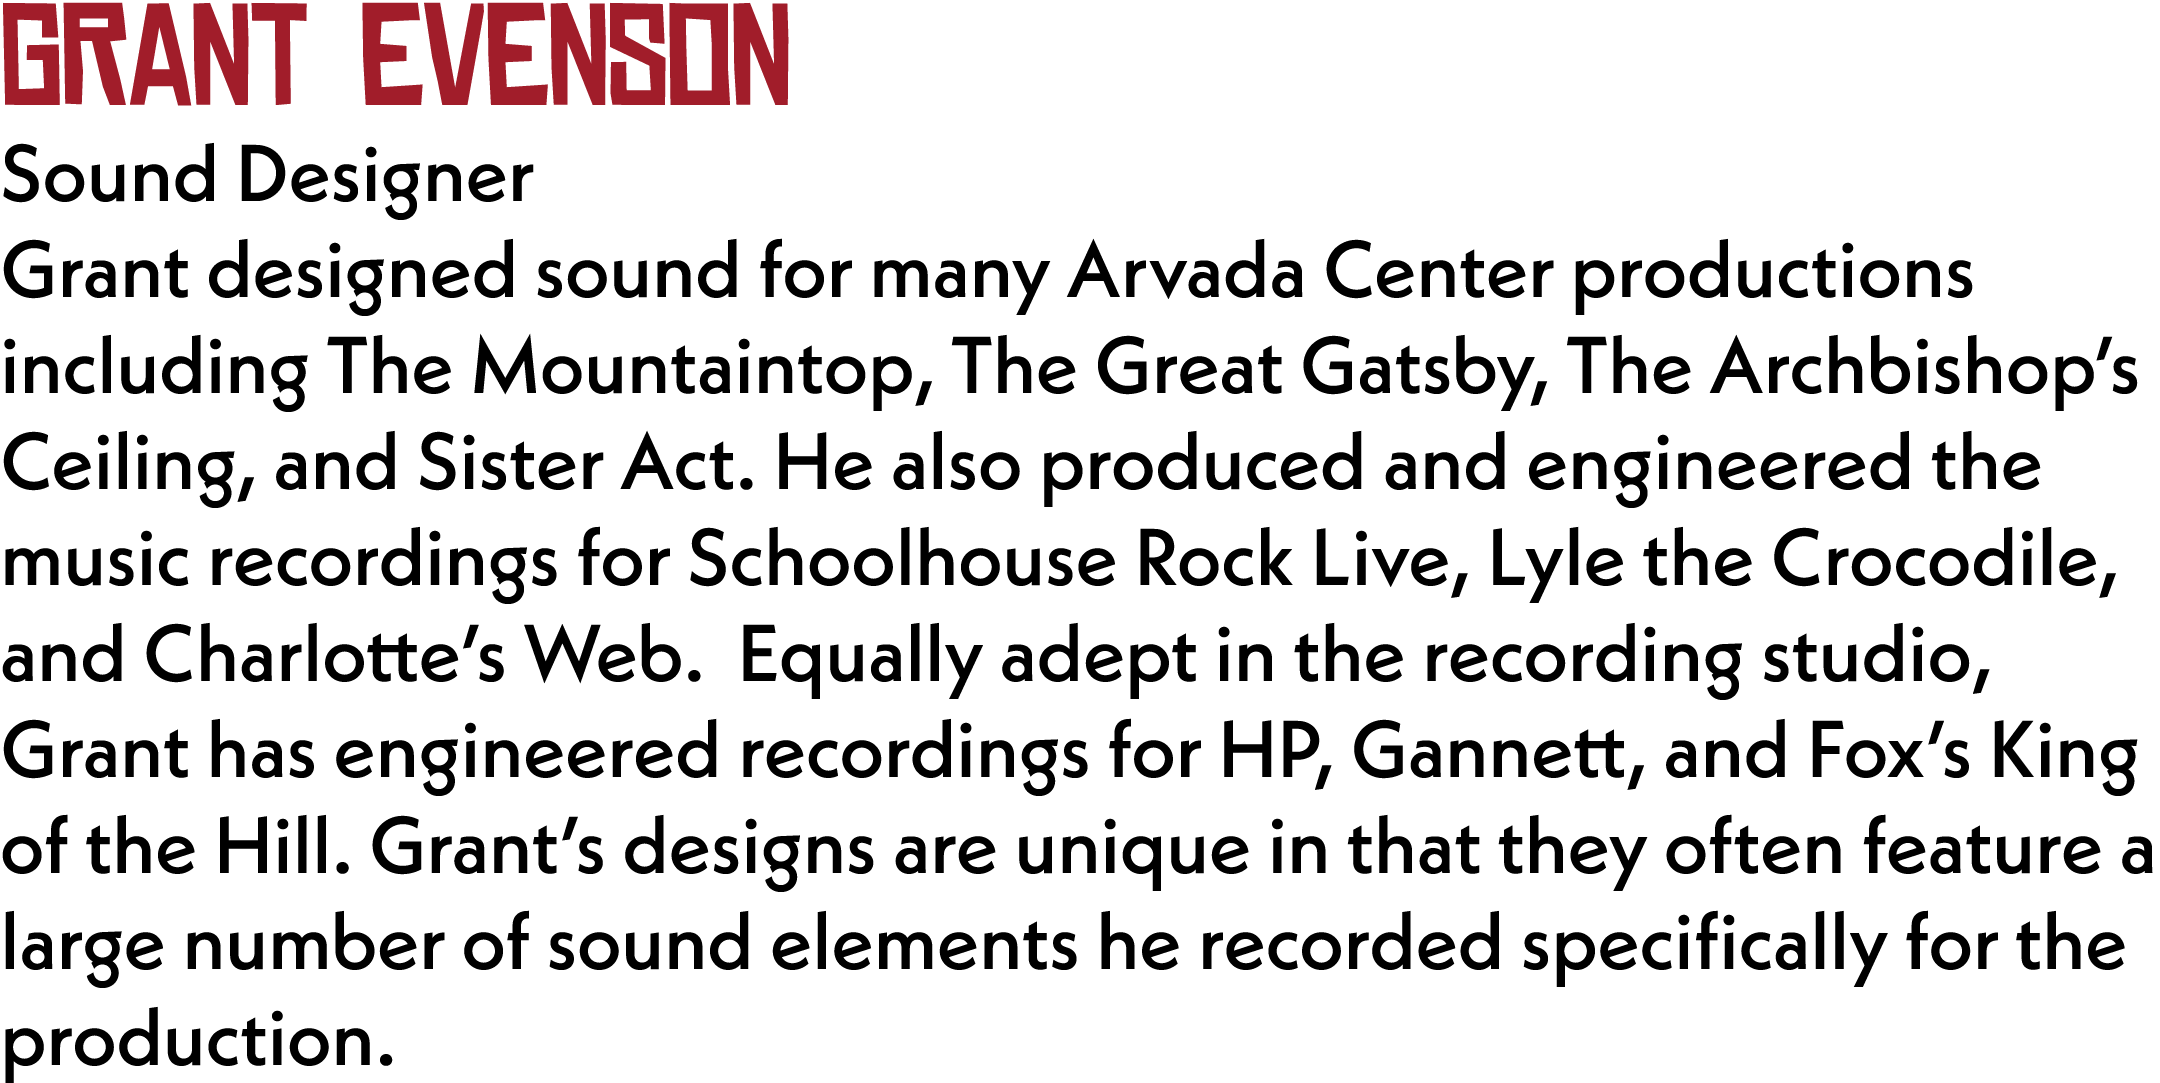 GRANT EVENSON
Sound Designer
Grant designed sound for many Arvada Center productions
including The Mountaintop, The Great Gatsby, The Archbishop’s
Ceiling, and Sister Act. He also produced and engineered the
music recordings for Schoolhouse Rock Live, Lyle the Crocodile,
and Charlotte’s Web.  Equally adept in the recording studio,
Grant has engineered recordings for HP, Gannett, and Fox’s King
of the Hill. Grant’s designs are unique in that they often feature a
large number of sound elements he recorded specifically for the
production.